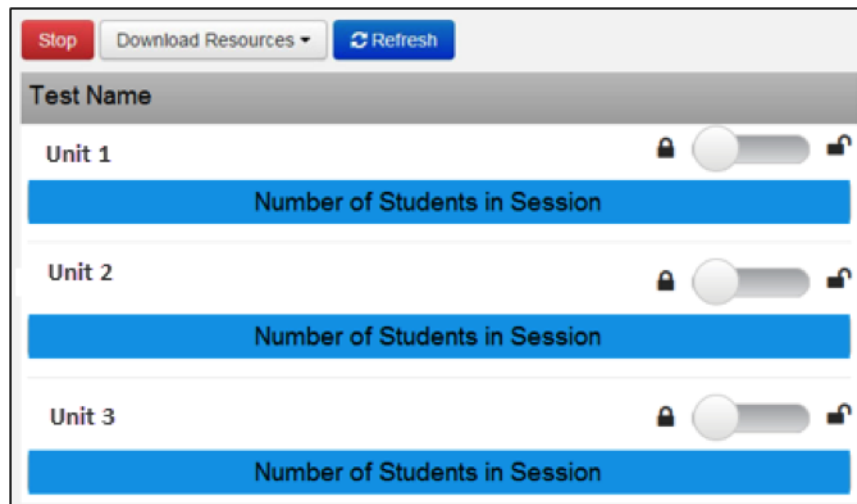 Stop Download Resources Refresh
Test Name
Unit 1
Number of Students in Session
Unit 2
Number of Students in Session
Unit 3
Number of Students in Session